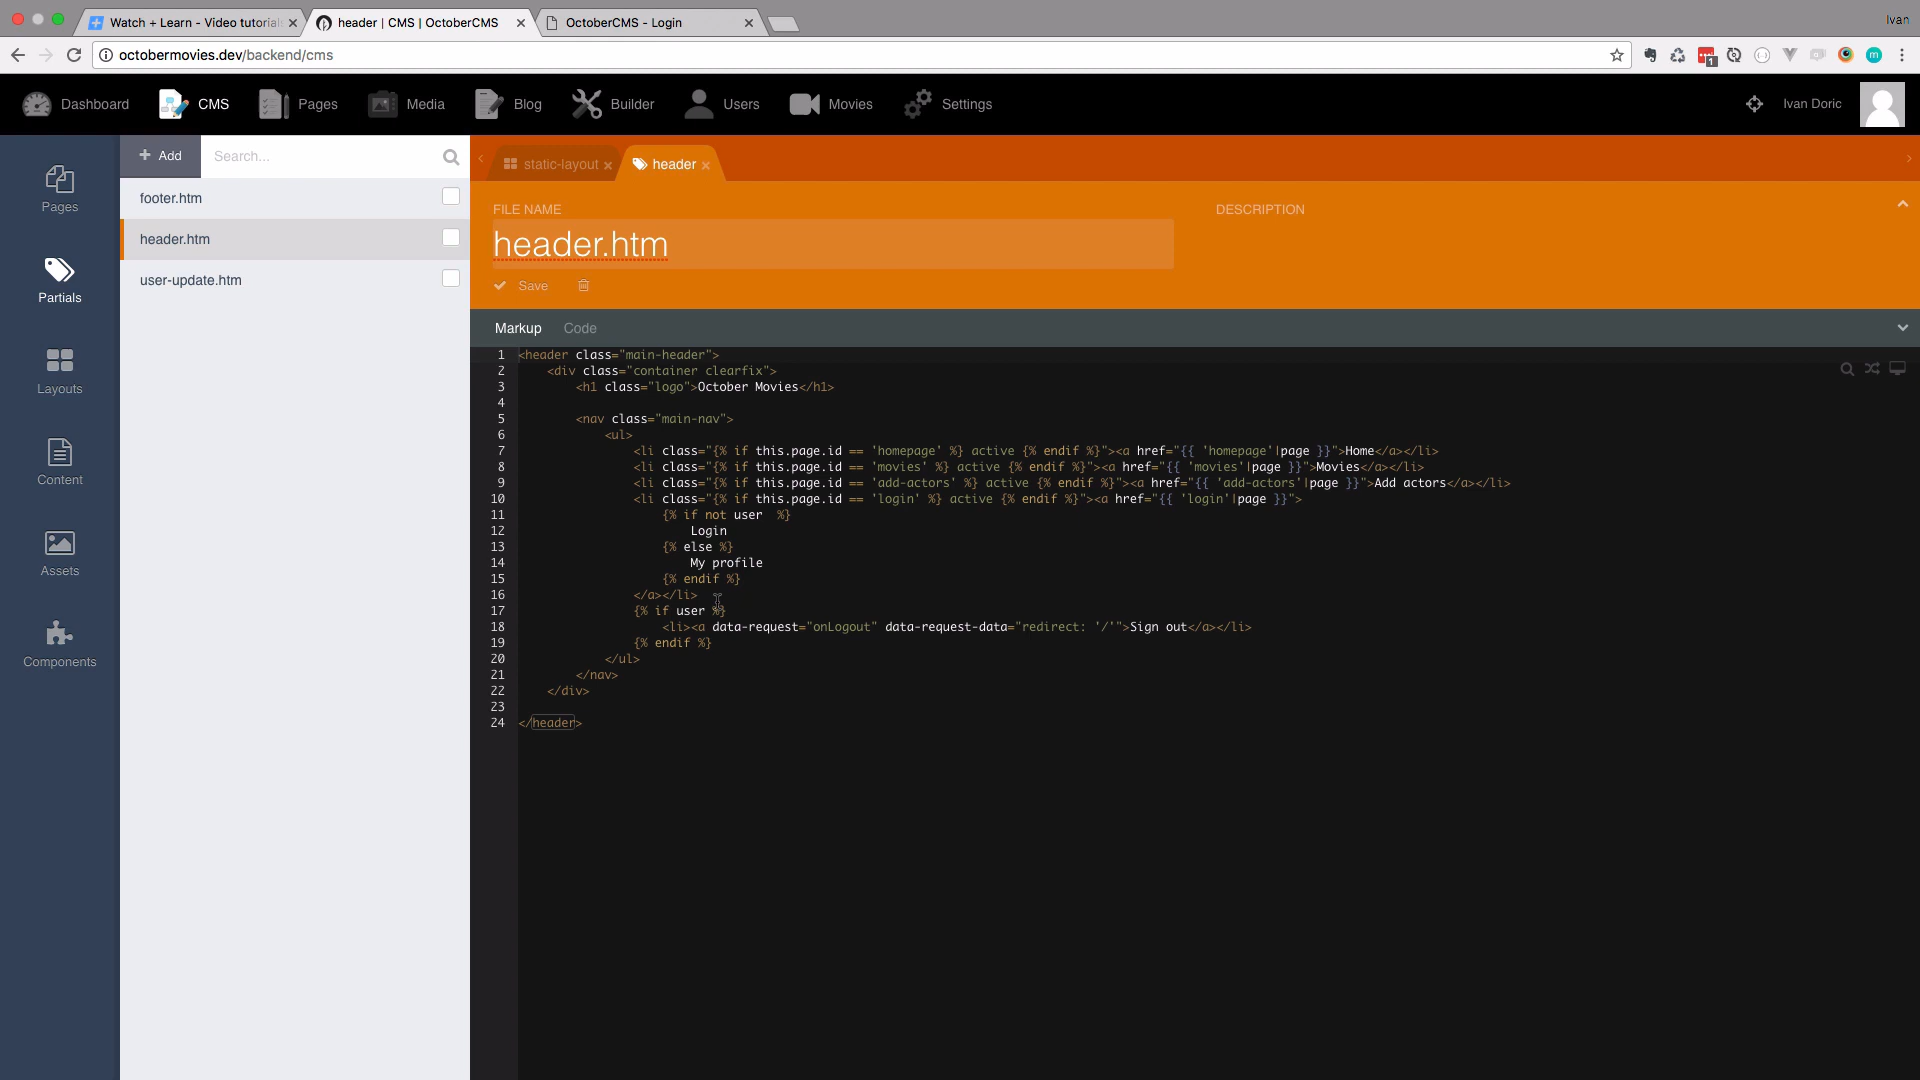 Watch + Learn - Video tutorials
header | CMS | OctoberCMS
OctoberCMS - Login
Ivan
octobermovies.dev/backend/cms
1
m
Dashboard
CMS
Pages
Media
Blog
Builder
Users
Movies
Settings
Ivan Doric
Pages
Partials
Layouts
Content
Assets
Components
+ Add
Search...
footer.htm
header.htm
user-update.htm
static-layout
header
FILE NAME
DESCRIPTION
header.htm
Save
Markup
Code
1 <header class="main-header">
2 <div class="container clearfix">
3 <h1 class="logo">October Movies</h1>
4
5 <nav class="main-nav">
6 <ul>
7 <li class="{% if this.page.id == 'homepage' %} active {% endif %}"><a href="{{ 'homepage'|page }}">Home</a></li>
8 <li class="{% if this.page.id == 'movies' %} active {% endif %}"><a href="{{ 'movies'|page }}">Movies</a></li>
9 <li class="{% if this.page.id == 'add-actors' %} active {% endif %}"><a href="{{ 'add-actors'|page }}">Add actors</a></li>
10 <li class="{% if this.page.id == 'login' %} active {% endif %}"><a href="{{ 'login'|page }}">
11 {% if not user  %}
12 Login
13 {% else %}
14 My profile
15 {% endif %}
16 </a></li>
17 {% if user %}
18 <li><a data-request="onLogout" data-request-data="redirect: '/'">Sign out</a></li>
19 {% endif %}
20 </ul>
21 </nav>
22 </div>
23
24 </header>